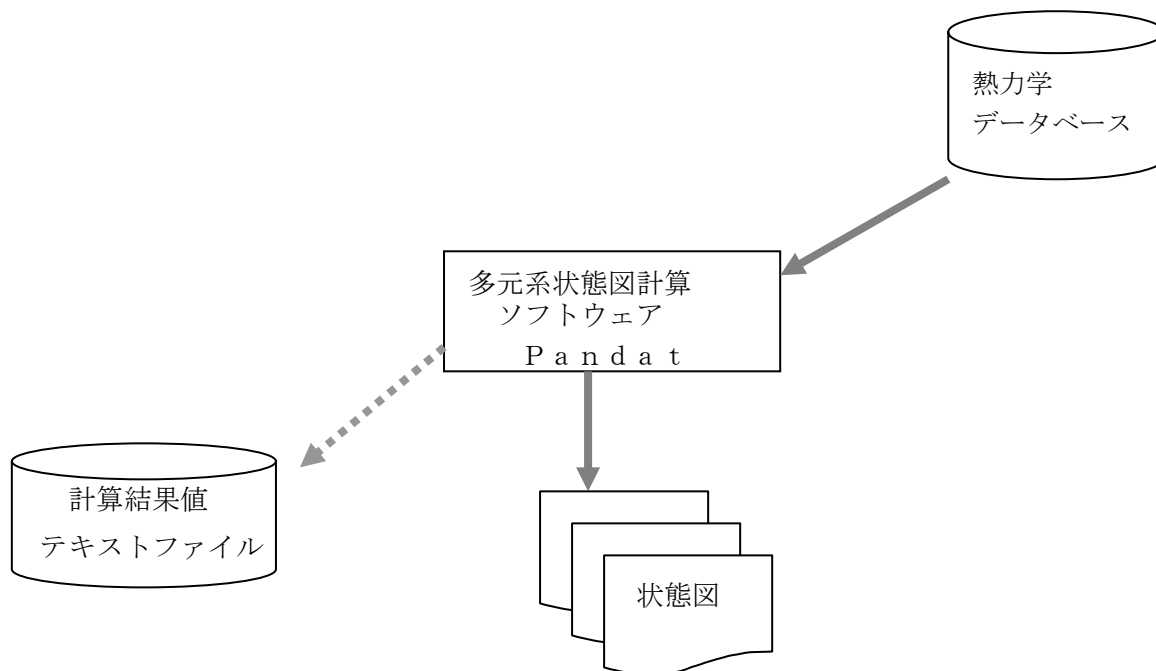 熱力学
データベース
多元系状態図計算
ソフトウェア
Ｐａｎｄａｔ
計算結果値
テキストファイル
状態図